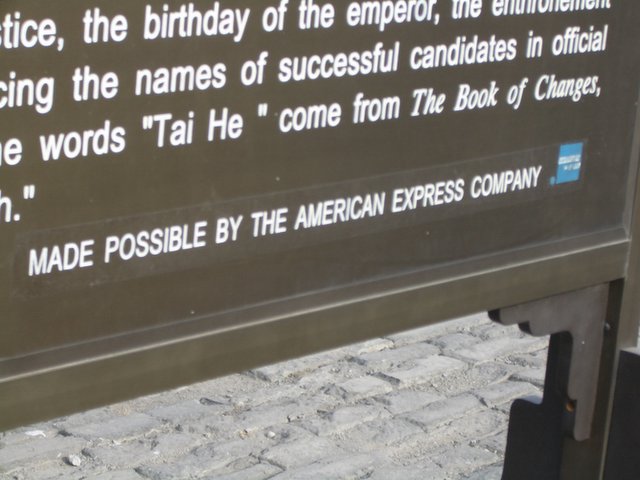 stice, the birthday of the emperor, the enthronement
cing the names of successful candidates in official
he words "Tai He " come from The Book of Changes,
h."
MADE POSSIBLE BY THE AMERICAN EXPRESS COMPANY